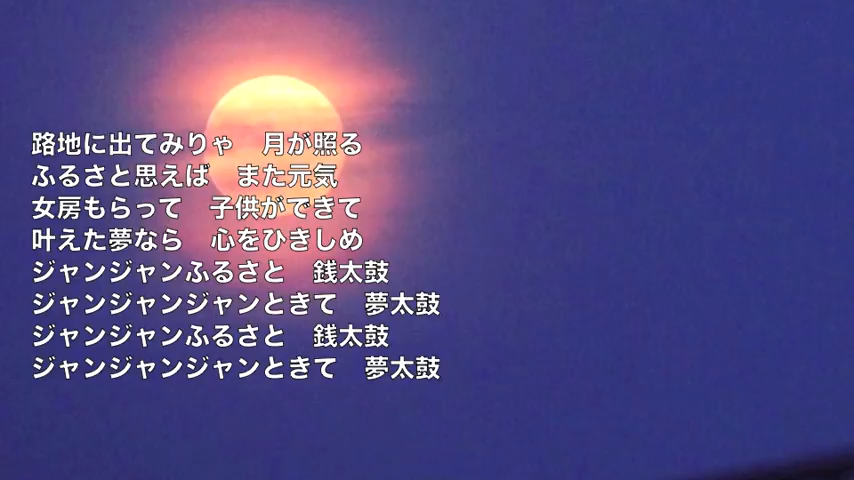 路地に出てみりゃ　月が照る
ふるさと思えば　また元気
女房もらって　子供ができて
叶えた夢なら　心をひきしめ
ジャンジャンふるさと　銭太鼓
ジャンジャンジャンときて　夢太鼓
ジャンジャンふるさと　銭太鼓
ジャンジャンジャンときて　夢太鼓